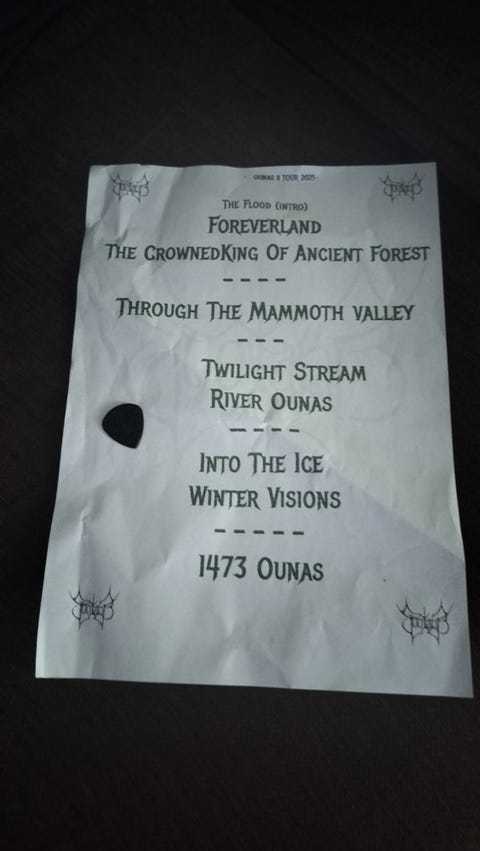 - OUNAS II TOUR 2025-
THE FLOOD (INTRO)
FOREVERLAND
THE CROWNEDKING OF ANCIENT FOREST
- - - -
THROUGH THE MAMMOTH VALLEY
- - -
TWILIGHT STREAM
RIVER OUNAS
- - - -
INTO THE ICE
WINTER VISIONS
- - - - -
1473 OUNAS